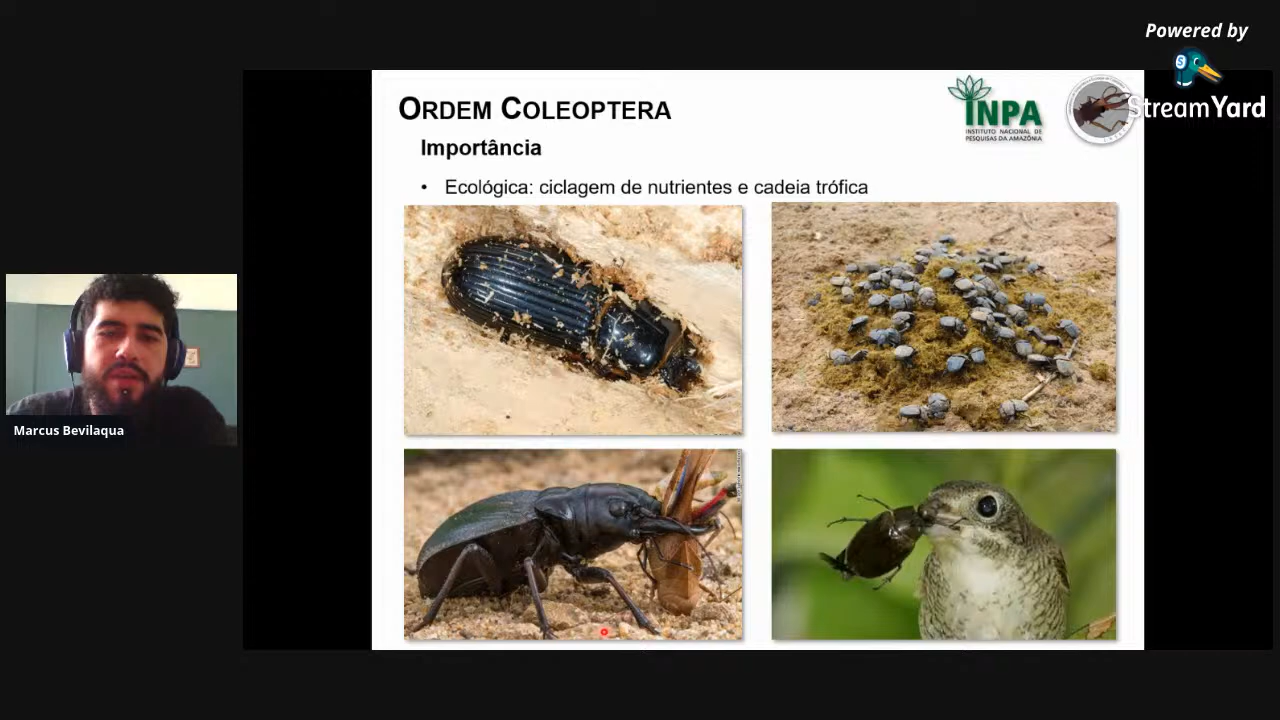 Powered by
StreamYard
ORDEM COLEOPTERA
INPA
INSTITUTO NACIONAL DE
PESQUISAS DA AMAZÔNIA
Importância
• Ecológica: ciclagem de nutrientes e cadeia trófica
Marcus Bevilaqua